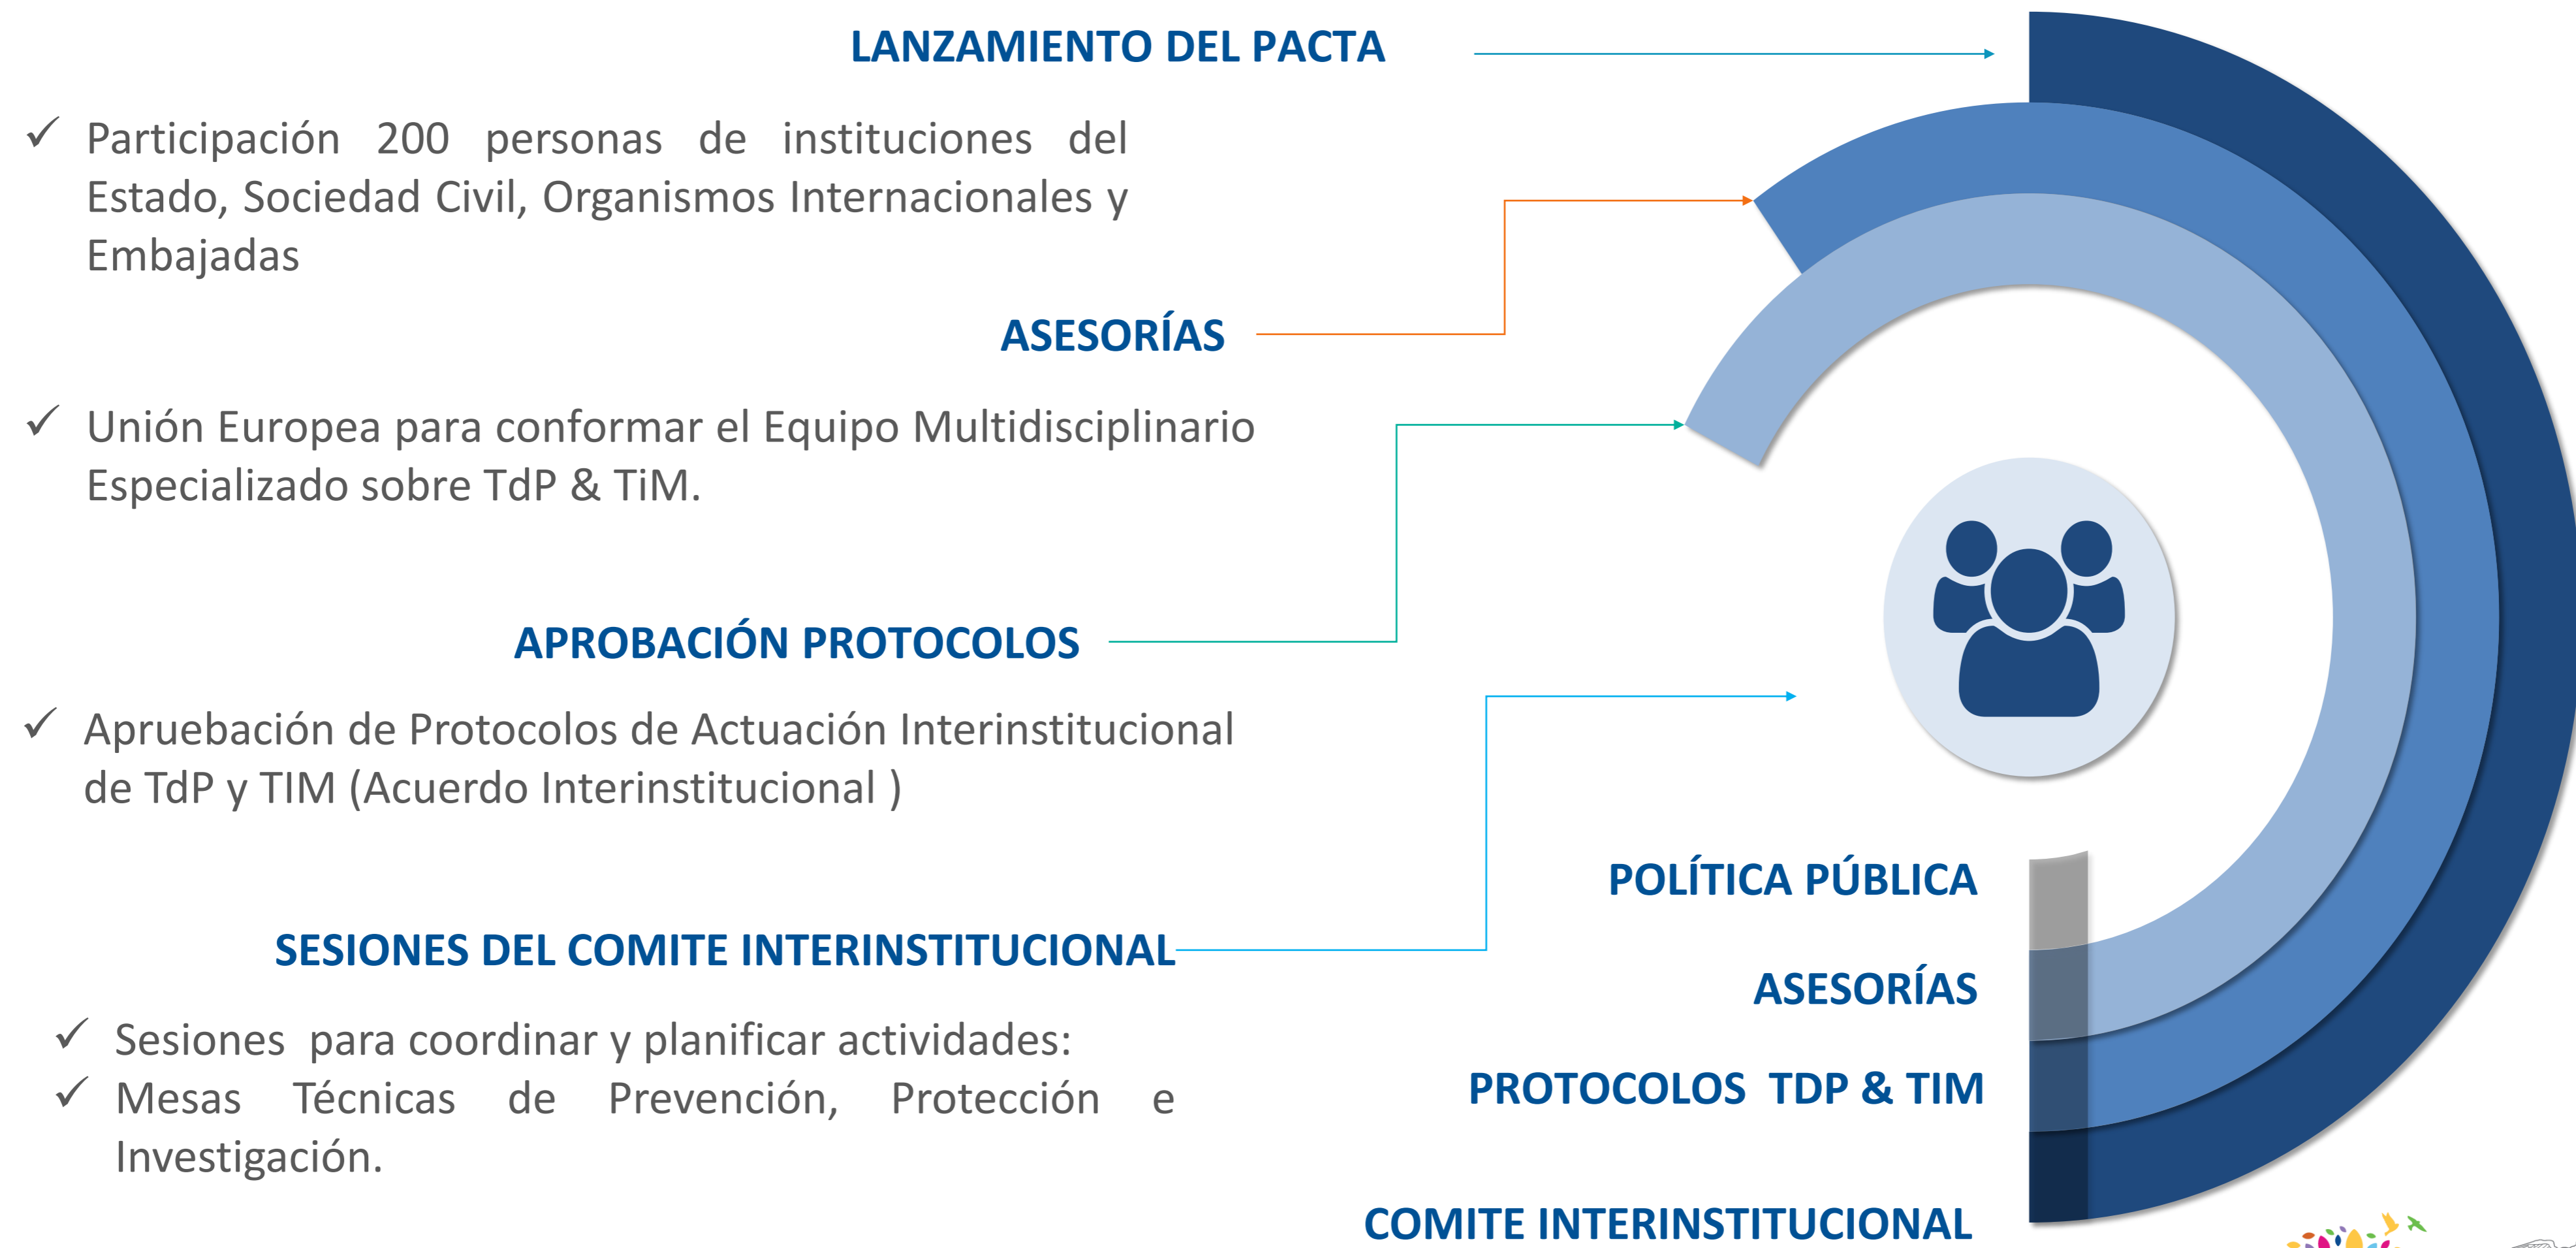 LANZAMIENTO DEL PACTA
✓ Participación 200 personas de instituciones del
Estado, Sociedad Civil, Organismos Internacionales y
Embajadas
ASESORÍAS
✓ Unión Europea para conformar el Equipo Multidisciplinario
Especializado sobre TdP & TiM.
APROBACIÓN PROTOCOLOS
✓ Apruebación de Protocolos de Actuación Interinstitucional
de TdP y TIM (Acuerdo Interinstitucional )
SESIONES DEL COMITE INTERINSTITUCIONAL
✓ Sesiones para coordinar y planificar actividades:
✓ Mesas Técnicas de Prevención, Protección e
Investigación.
POLÍTICA PÚBLICA
ASESORÍAS
PROTOCOLOS TDP & TIM
COMITE INTERINSTITUCIONAL